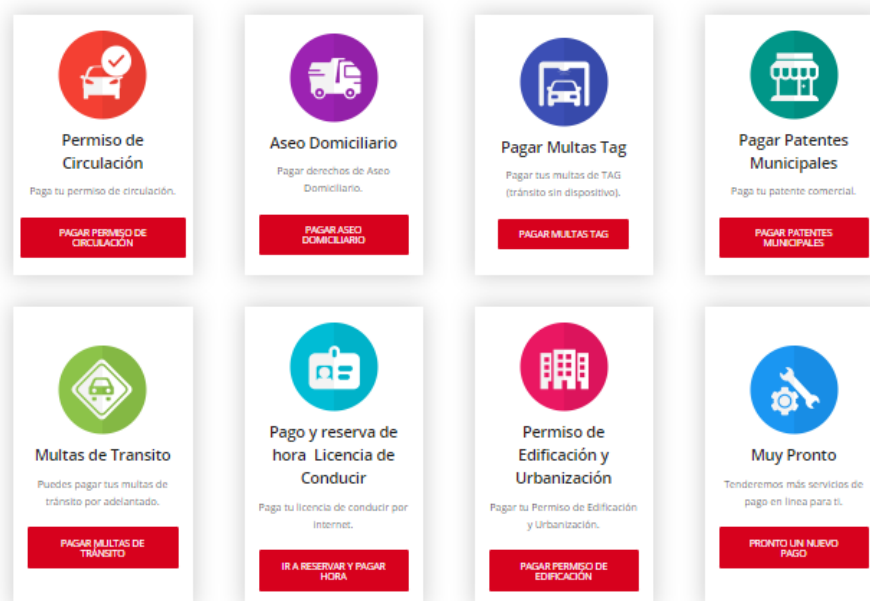 Permiso de
Circulación
Paga tu permiso de circulación.
PAGAR PERMISO DE
CIRCULACIÓN
Aseo Domiciliario
Pagar derechos de Aseo
Domiciliario.
PAGAR ASEO
DOMICILIARIO
Pagar Multas TAG
Pagar tus multas de TAG
(tránsito sin dispositivo).
PAGAR MULTAS TAG
Pagar Patentes
Municipales
Paga tu patente comercial.
PAGAR PATENTES
MUNICIPALES
Multas de Transito
Puedes pagar tus multas de
tránsito por adelantado.
PAGAR MULTAS DE
TRÁNSITO
Pago y reserva de
hora Licencia de
Conducir
Paga tu licencia de conducir por
internet.
IR A RESERVAR Y PAGAR
HORA
Permiso de
Edificación y
Urbanización
Pagar tu Permiso de Edificación
y Urbanización.
PAGAR PERMISO DE
EDIFICACIÓN
Muy Pronto
Tenderemos más servicios de
pago en línea para ti.
PRONTO UN NUEVO
PAGO